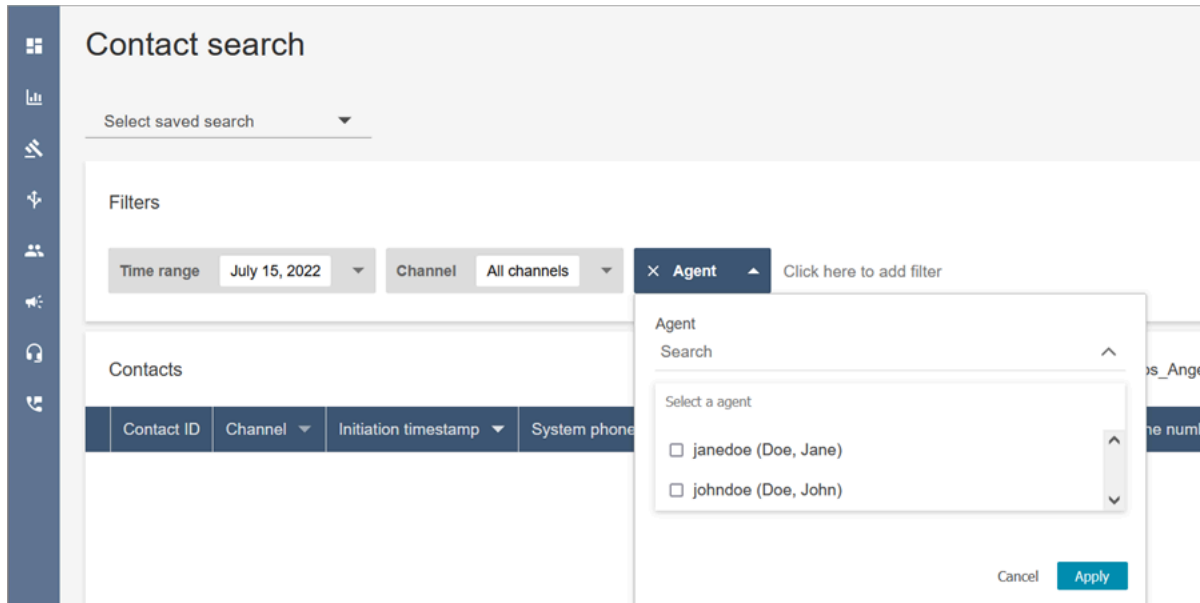 Contact search
Select saved search
Filters
Time range July 15, 2022 Channel All channels Agent Click here to add filter
Agent
Search
Contacts
Select a agent
Contact ID Channel Initiation timestamp System phone
janedoe (Doe, Jane)
johndoe (Doe, John)
Cancel Apply